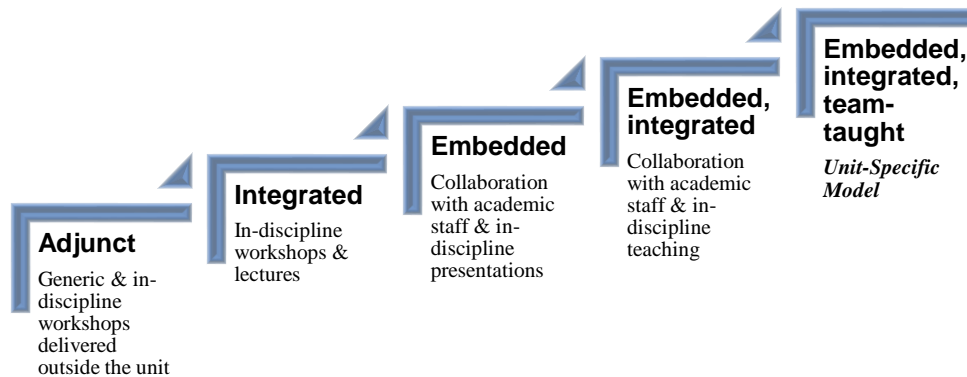 Adjunct
Generic & in-
discipline
workshops
delivered
outside the unit
Integrated
In-discipline
workshops &
lectures
Embedded
Collaboration
with academic
staff & in-
discipline
presentations
Embedded,
integrated
Collaboration
with academic
staff & in-
discipline
teaching
Embedded,
integrated,
team-
taught
Unit-Specific
Model